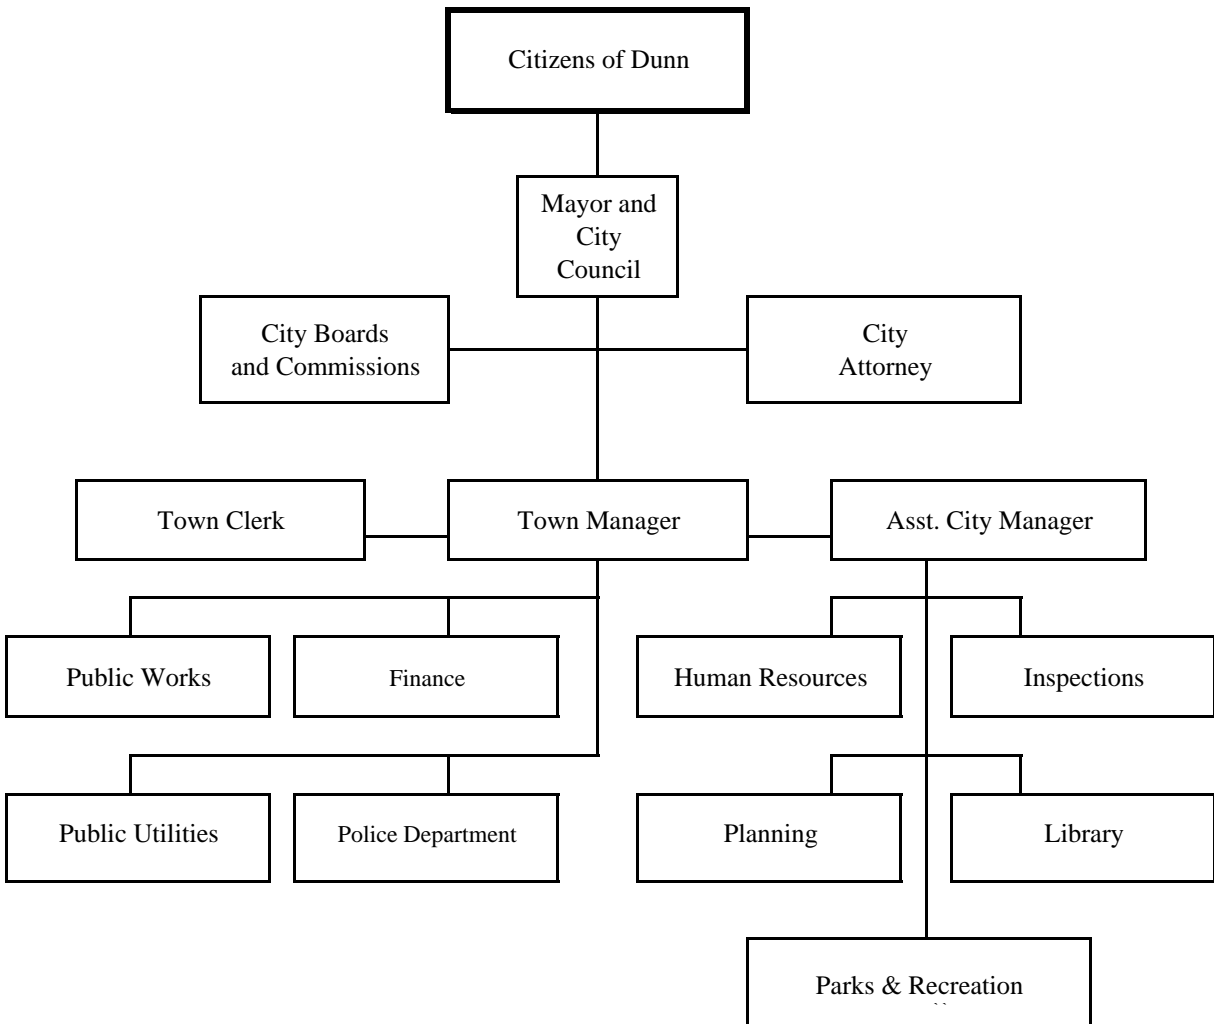 Citizens of Dunn
Mayor and
City
Council
City Boards
and Commissions
City
Attorney
Town Clerk
Town Manager
Asst. City Manager
Public Works
Finance
Human Resources
Inspections
Public Utilities
Police Department
Planning
Library
Parks & Recreation